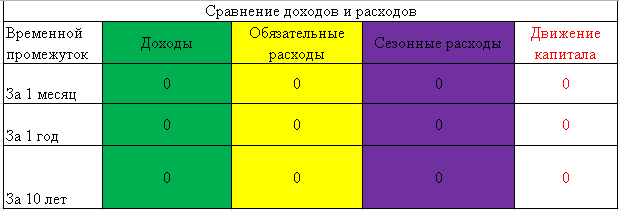 Сравнение доходов и расходов
Временной промежуток Доходы Обязательные расходы Сезонные расходы Движение капитала
За 1 месяц 0 0 0 0
За 1 год 0 0 0 0
За 10 лет 0 0 0 0